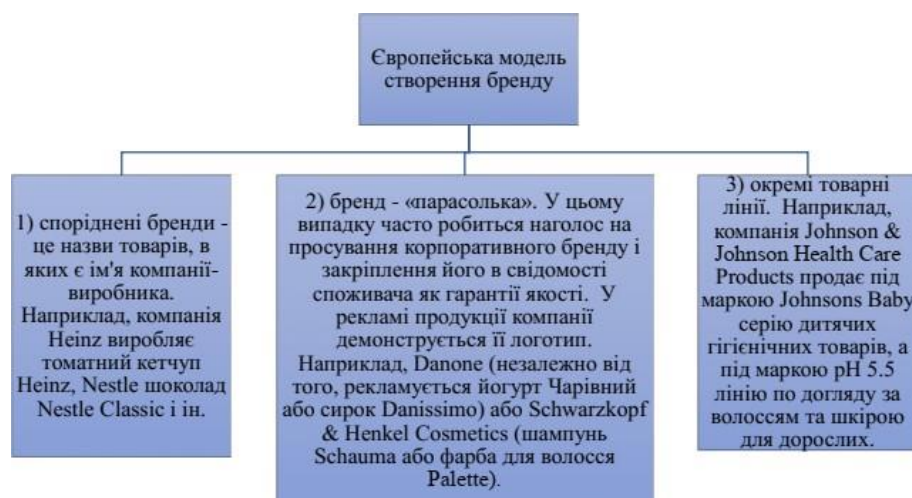 Європейська модель
створення бренду
1) споріднені бренди -
це назви товарів, в
яких є ім'я компанії-
виробника.
Наприклад, компанія
Heinz виробляє
томатний кетчуп
Heinz, Nestle шоколад
Nestle Classic і ін.
2) бренд - «парасолька». У цьому
випадку часто робиться наголос на
просування корпоративного бренду і
закріплення його в свідомості
споживача як гарантії якості. У
рекламі продукції компанії
демонструється її логотип.
Наприклад, Danone (незалежно від
того, рекламується йогурт Чарівний
або сирок Danissimo) або Schwarzkopf
& Henkel Cosmetics (шампунь
Schauma або фарба для волосся
Palette).
3) окремі товарні
лінії. Наприклад,
компанія Johnson &
Johnson Health Care
Products продає під
маркою Johnsons Baby
серію дитячих
гігієнічних товарів, а
під маркою pH 5.5
лінію по догляду за
волоссям та шкірою
для дорослих.